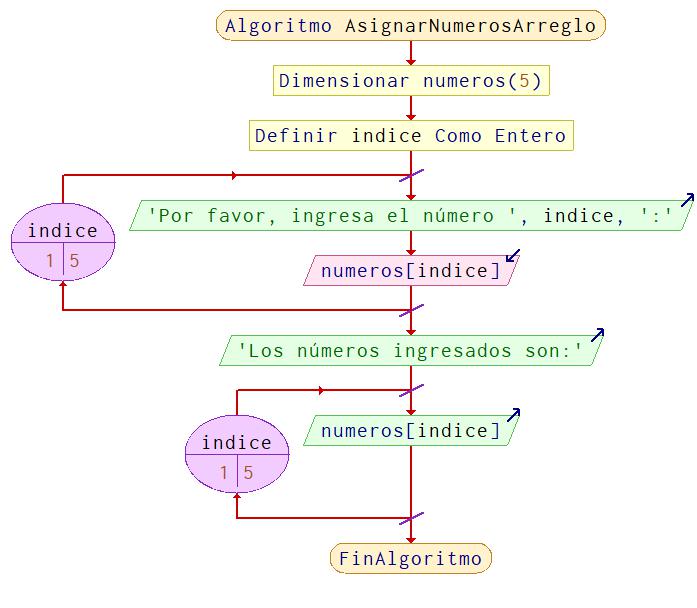 Algoritmo AsignarNumerosArreglo
Dimensionar numeros(5)
Definir indice Como Entero
'Por favor, ingresa el número ', indice, ':'
indice
1 5
numeros[indice]
'Los números ingresados son:'
numeros[indice]
indice
1 5
FinAlgoritmo